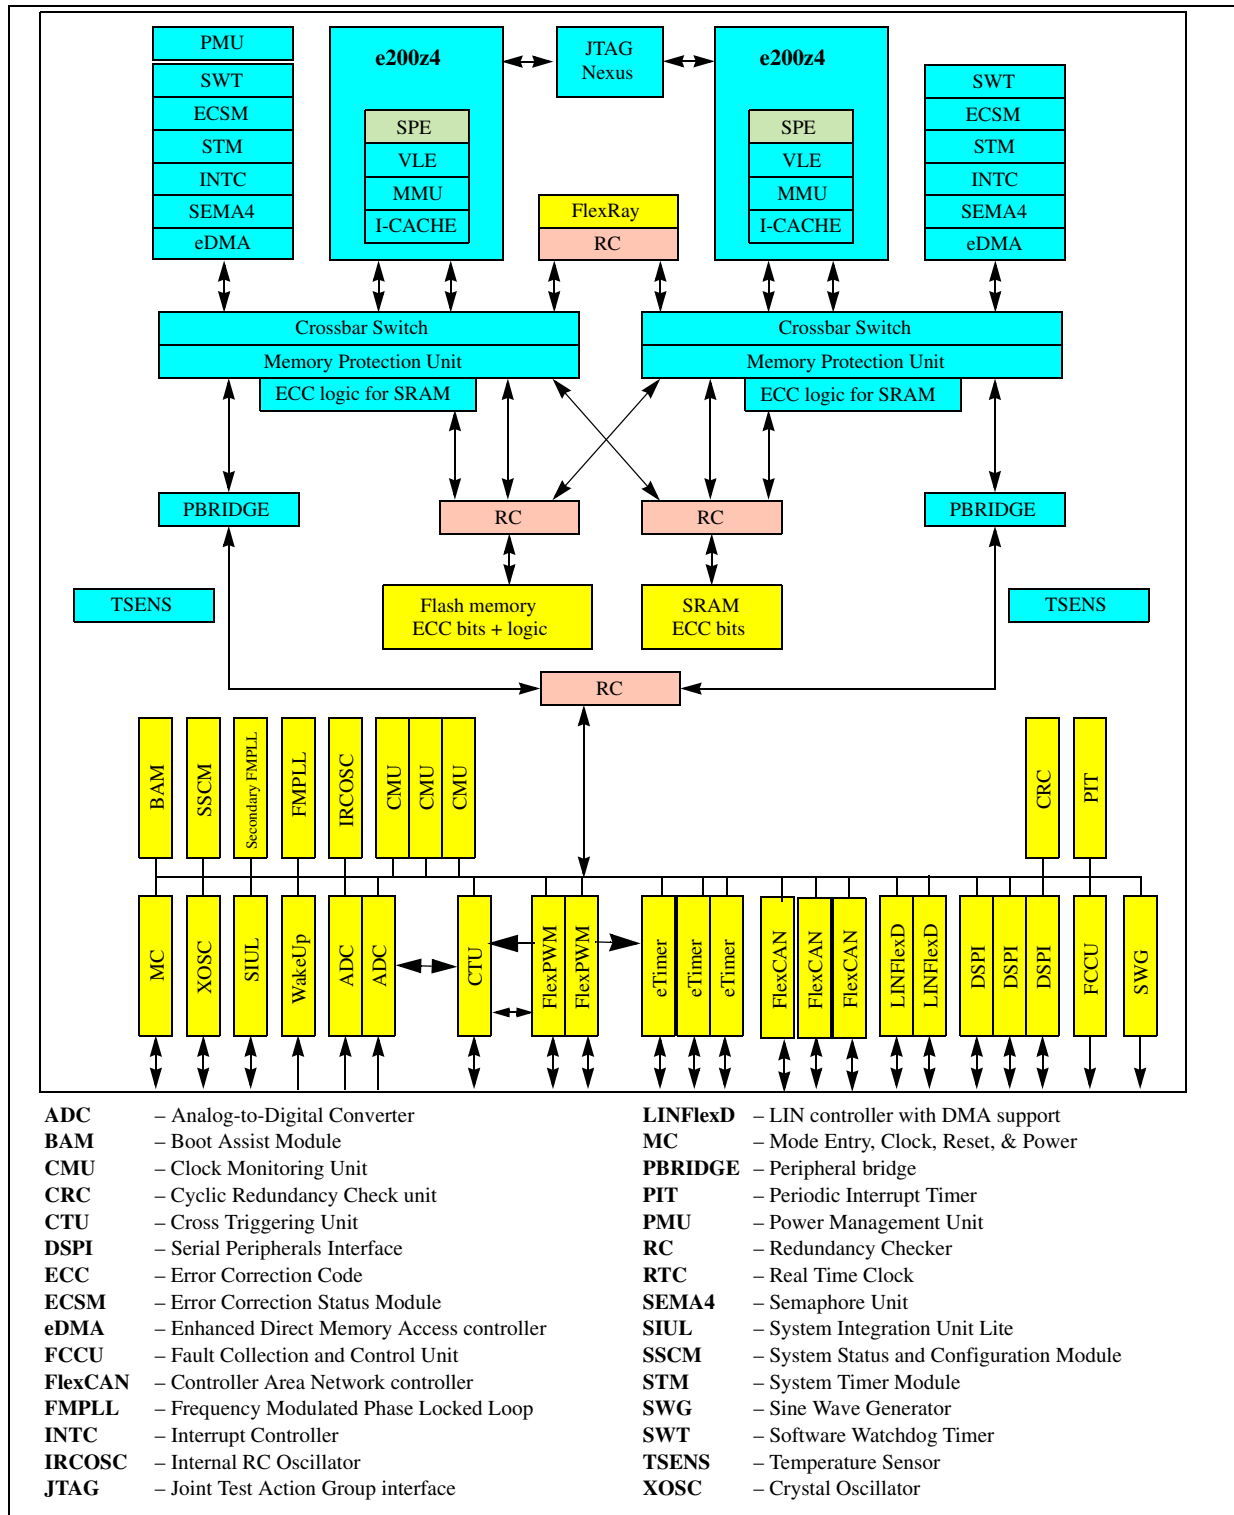 PMU
SWT
ECSM
STM
INTC
SEMA4
eDMA
e200z4
SPE
VLE
MMU
I-CACHE
JTAG
Nexus
FlexRay
RC
e200z4
SPE
VLE
MMU
I-CACHE
SWT
ECSM
STM
INTC
SEMA4
eDMA
Crossbar Switch
Memory Protection Unit
ECC logic for SRAM
Crossbar Switch
Memory Protection Unit
ECC logic for SRAM
PBRIDGE
RC
RC
PBRIDGE
TSENS
Flash memory
ECC bits + logic
SRAM
ECC bits
TSENS
RC
BAM
SSCM
Secondary FMPLL
FMPLL
IRCOSC
CMU
CMU
CMU
CRC
PIT
MC
XOSC
SIUL
WakeUp
ADC
ADC
CTU
FlexPWM
FlexPWM
eTimer
eTimer
eTimer
FlexCAN
FlexCAN
FlexCAN
LINFlexD
LINFlexD
DSPI
DSPI
DSPI
FCCU
SWG
ADC – Analog-to-Digital Converter
BAM – Boot Assist Module
CMU – Clock Monitoring Unit
CRC – Cyclic Redundancy Check unit
CTU – Cross Triggering Unit
DSPI – Serial Peripherals Interface
ECC – Error Correction Code
ECSM – Error Correction Status Module
eDMA – Enhanced Direct Memory Access controller
FCCU – Fault Collection and Control Unit
FlexCAN – Controller Area Network controller
FMPLL – Frequency Modulated Phase Locked Loop
INTC – Interrupt Controller
IRCOSC – Internal RC Oscillator
JTAG – Joint Test Action Group interface
LINFlexD – LIN controller with DMA support
MC – Mode Entry, Clock, Reset, & Power
PBRIDGE – Peripheral bridge
PIT – Periodic Interrupt Timer
PMU – Power Management Unit
RC – Redundancy Checker
RTC – Real Time Clock
SEMA4 – Semaphore Unit
SIUL – System Integration Unit Lite
SSCM – System Status and Configuration Module
STM – System Timer Module
SWG – Sine Wave Generator
SWT – Software Watchdog Timer
TSENS – Temperature Sensor
XOSC – Crystal Oscillator